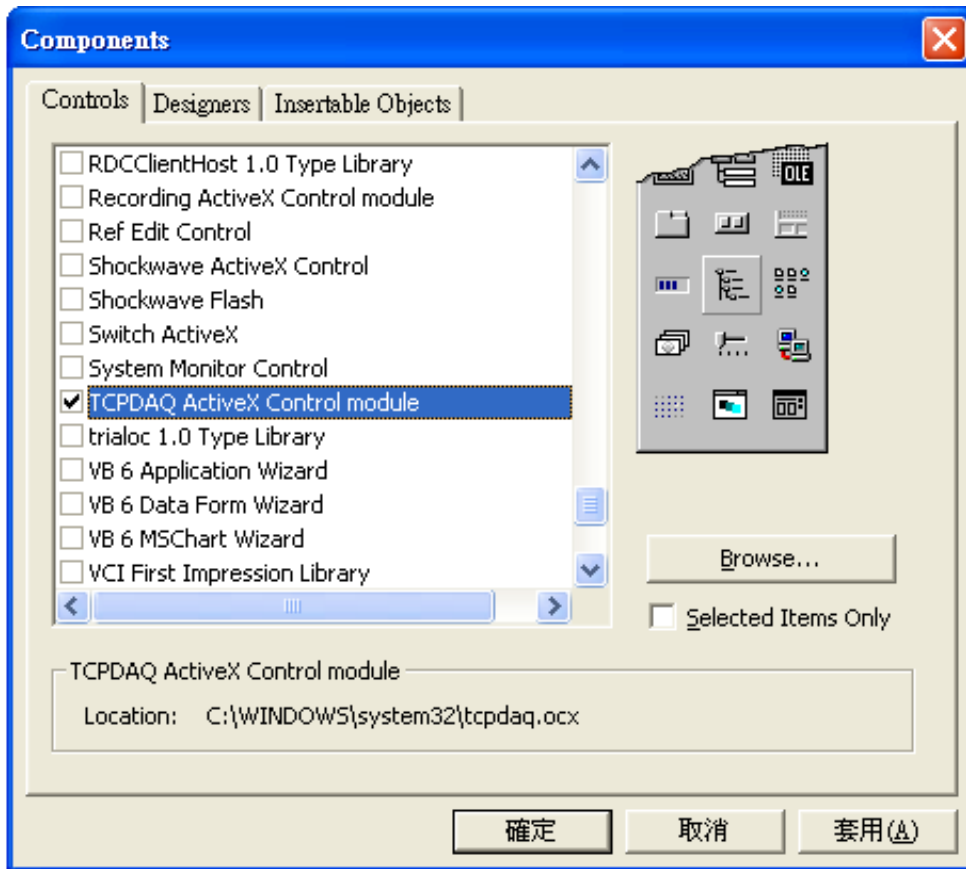 Components
Controls Designers Insertable Objects
RDCClientHost 1.0 Type Library
Recording ActiveX Control module
Ref Edit Control
Shockwave ActiveX Control
Shockwave Flash
Switch ActiveX
System Monitor Control
TCPDAQ ActiveX Control module
trialoc 1.0 Type Library
VB 6 Application Wizard
VB 6 Data Form Wizard
VB 6 MSChart Wizard
VCI First Impression Library
OLE
Browse...
Selected Items Only
TCPDAQ ActiveX Control module
Location: C:\WINDOWS\system32\tcpdaq.ocx
確定 取消 套用(A)